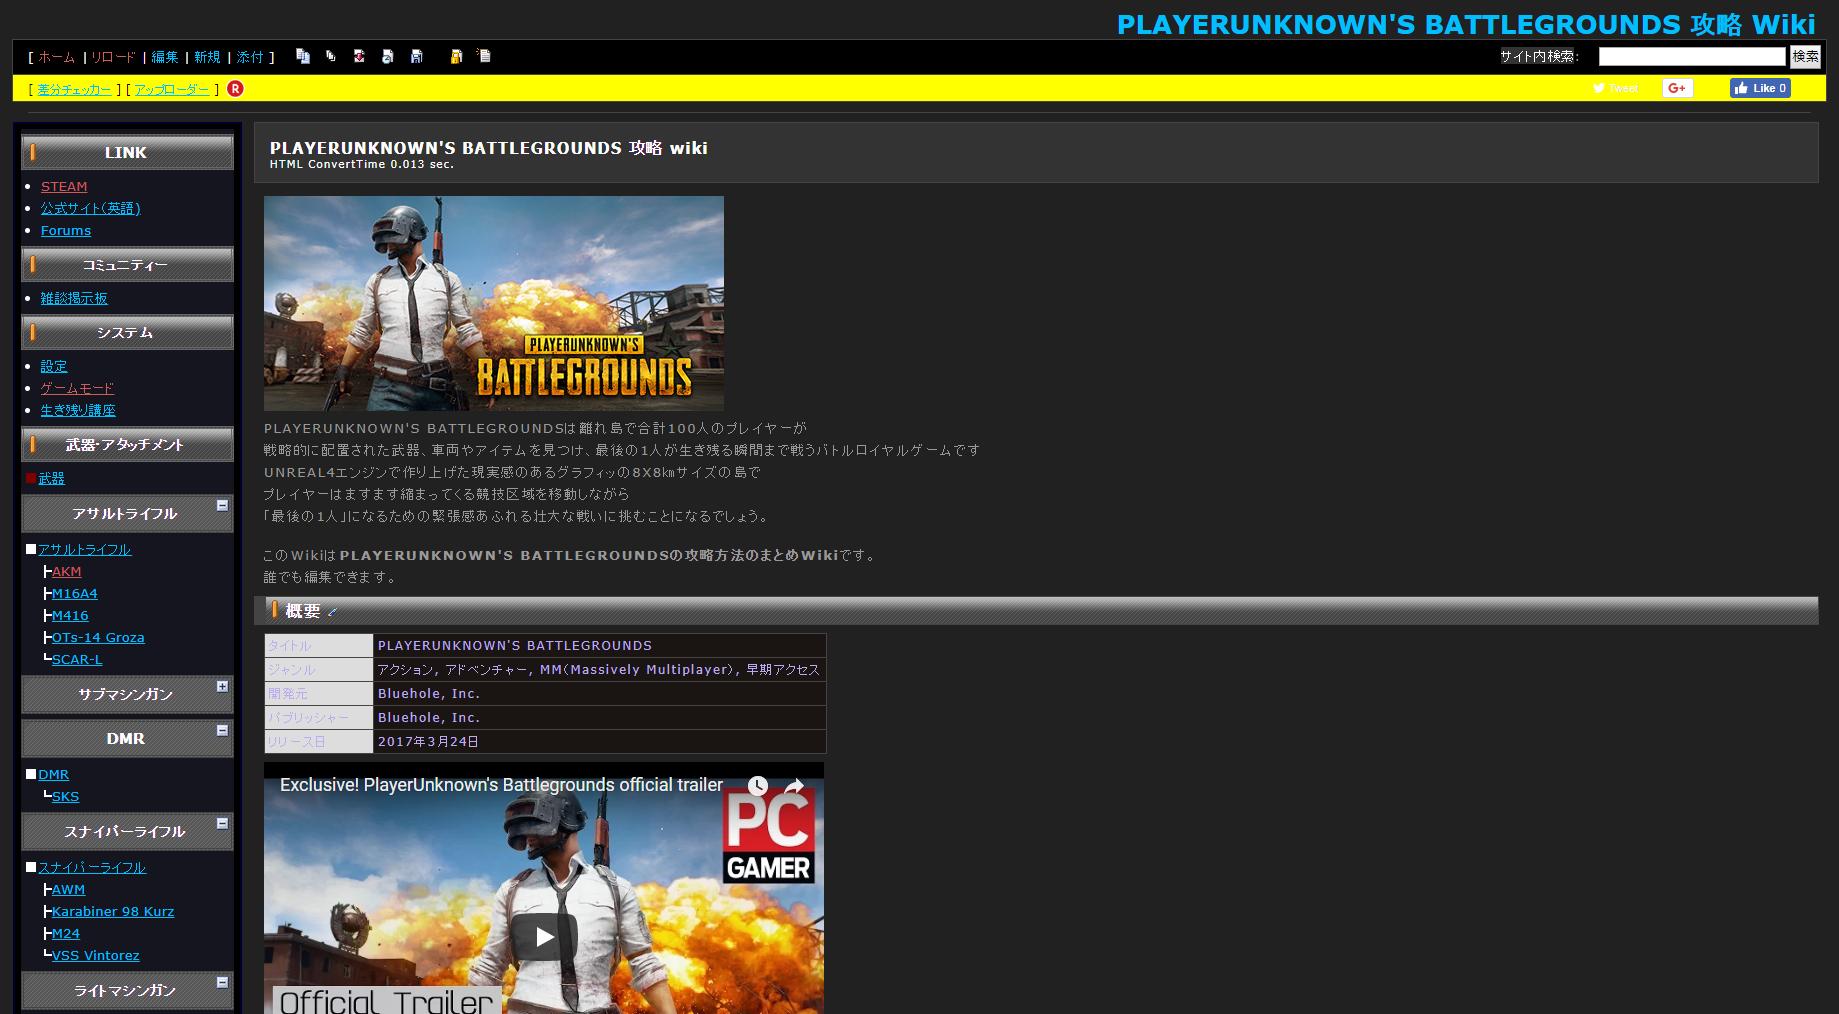 PLAYERUNKNOWN'S BATTLEGROUNDS 攻略 Wiki
[ ホーム | リロード | 編集 | 新規 | 添付 ]
サイト内検索:
検索
[ 差分チェッカー ] [ アップローダー ] R
Tweet
G+
Like 0
LINK
STEAM
公式サイト(英語)
Forums
コミュニティー
雑談掲示板
システム
設定
ゲームモード
生き残り講座
武器・アタッチメント
武器
アサルトライフル
アサルトライフル
AKM
M16A4
M416
OTs-14 Groza
SCAR-L
サブマシンガン
DMR
DMR
SKS
スナイパーライフル
スナイパーライフル
AWM
Karabiner 98 Kurz
M24
VSS Vintorez
ライトマシンガン
PLAYERUNKNOWN'S BATTLEGROUNDS 攻略 wiki
HTML ConvertTime 0.013 sec.
PLAYERUNKNOWN'S
BATTLEGROUNDS
PLAYERUNKNOWN'S BATTLEGROUNDSは離れ島で合計100人のプレイヤーが
戦略的に配置された武器、車両やアイテムを見つけ、最後の1人が生き残る瞬間まで戦うバトルロイヤルゲームです
UNREAL4エンジンで作り上げた現実感のあるグラフィッの8X8㎞サイズの島で
プレイヤーはますます縮まってくる競技区域を移動しながら
「最後の1人」になるための緊張感あふれる壮大な戦いに挑むことになるでしょう。
このWikiはPLAYERUNKNOWN'S BATTLEGROUNDSの攻略方法のまとめWikiです。
誰でも編集できます。
概要
タイトル PLAYERUNKNOWN'S BATTLEGROUNDS
ジャンル アクション, アドベンチャー, MM(Massively Multiplayer), 早期アクセス
開発元 Bluehole, Inc.
パブリッシャー Bluehole, Inc.
リリース日 2017年3月24日
Exclusive! PlayerUnknown's Battlegrounds official trailer
PC
GAMER
Official Trailer